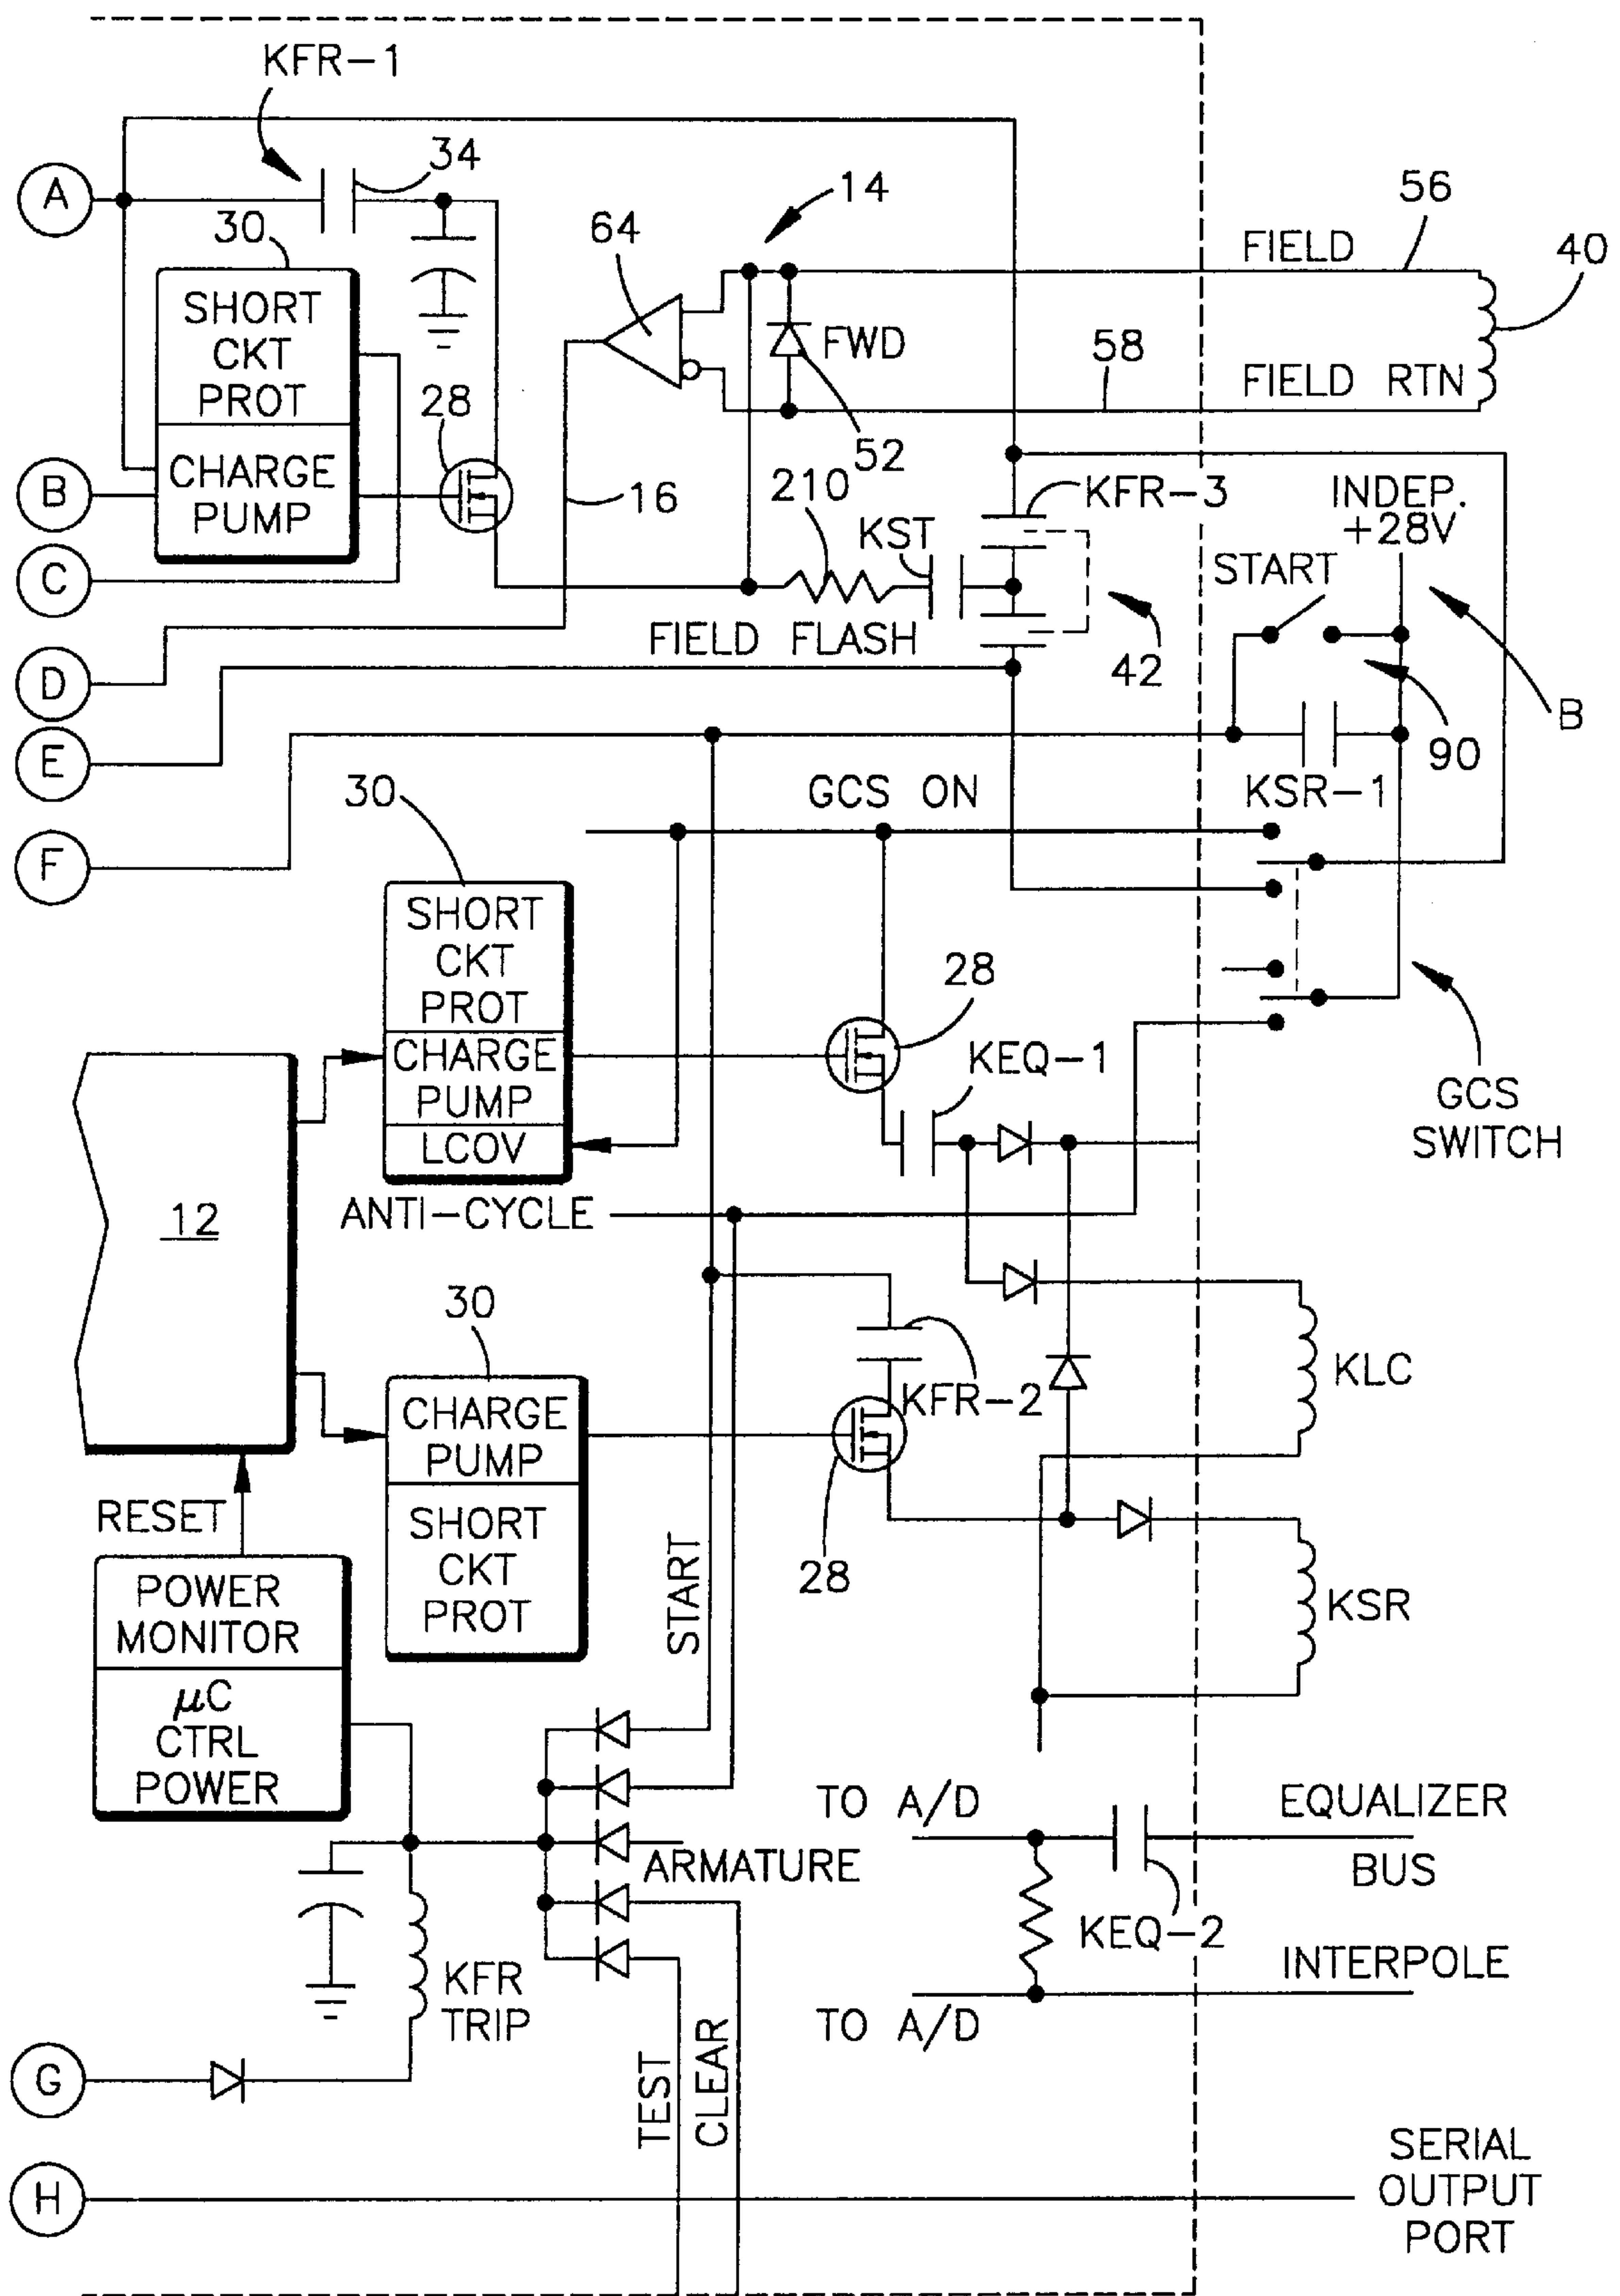 KFR-1
A
34
30
SHORT
CKT
PROT
CHARGE
PUMP
28
B
C
D
E
F
64
14
FWD
52
16
FIELD
56
40
58
FIELD RTN
210
KST
KFR-3
FIELD FLASH
42
INDEP.
+28V
START
B
90
KSR-1
GCS ON
30
SHORT
CKT
PROT
CHARGE
PUMP
LCOV
28
KEQ-1
GCS
SWITCH
12
ANTI-CYCLE
30
CHARGE
PUMP
SHORT
CKT
PROT
KFR-2
28
KLC
KSR
RESET
POWER
MONITOR
μC
CTRL
POWER
START
ARMATURE
TO A/D
EQUALIZER
BUS
KEQ-2
INTERPOLE
TO A/D
KFR
TRIP
TEST
CLEAR
G
H
SERIAL
OUTPUT
PORT